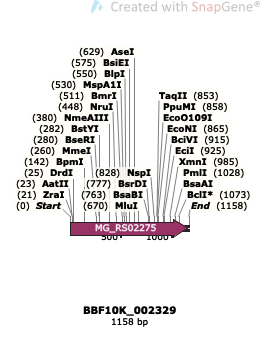 Created with SnapGene®
(629) AseI
(575) BsiEI
(550) BlpI
(530) MspA1I
(511) BmrI TaqII (853)
(448) NruI PpuMI (858)
(380) NmeAIII EcoO109I
(282) BstYI EcoNI (865)
(280) BseRI BciVI (915)
(260) MmeI EciI (925)
(142) BpmI XmnI (985)
(25) DrdI (828) NspI PmlI (1028)
(23) AatII (777) BsrDI BsaAI
(21) ZraI (763) BsaBI BclI* (1073)
(0) Start (670) MluI End (1158)
MG_RS02275
500 1000
BBF10K_002329
1158 bp